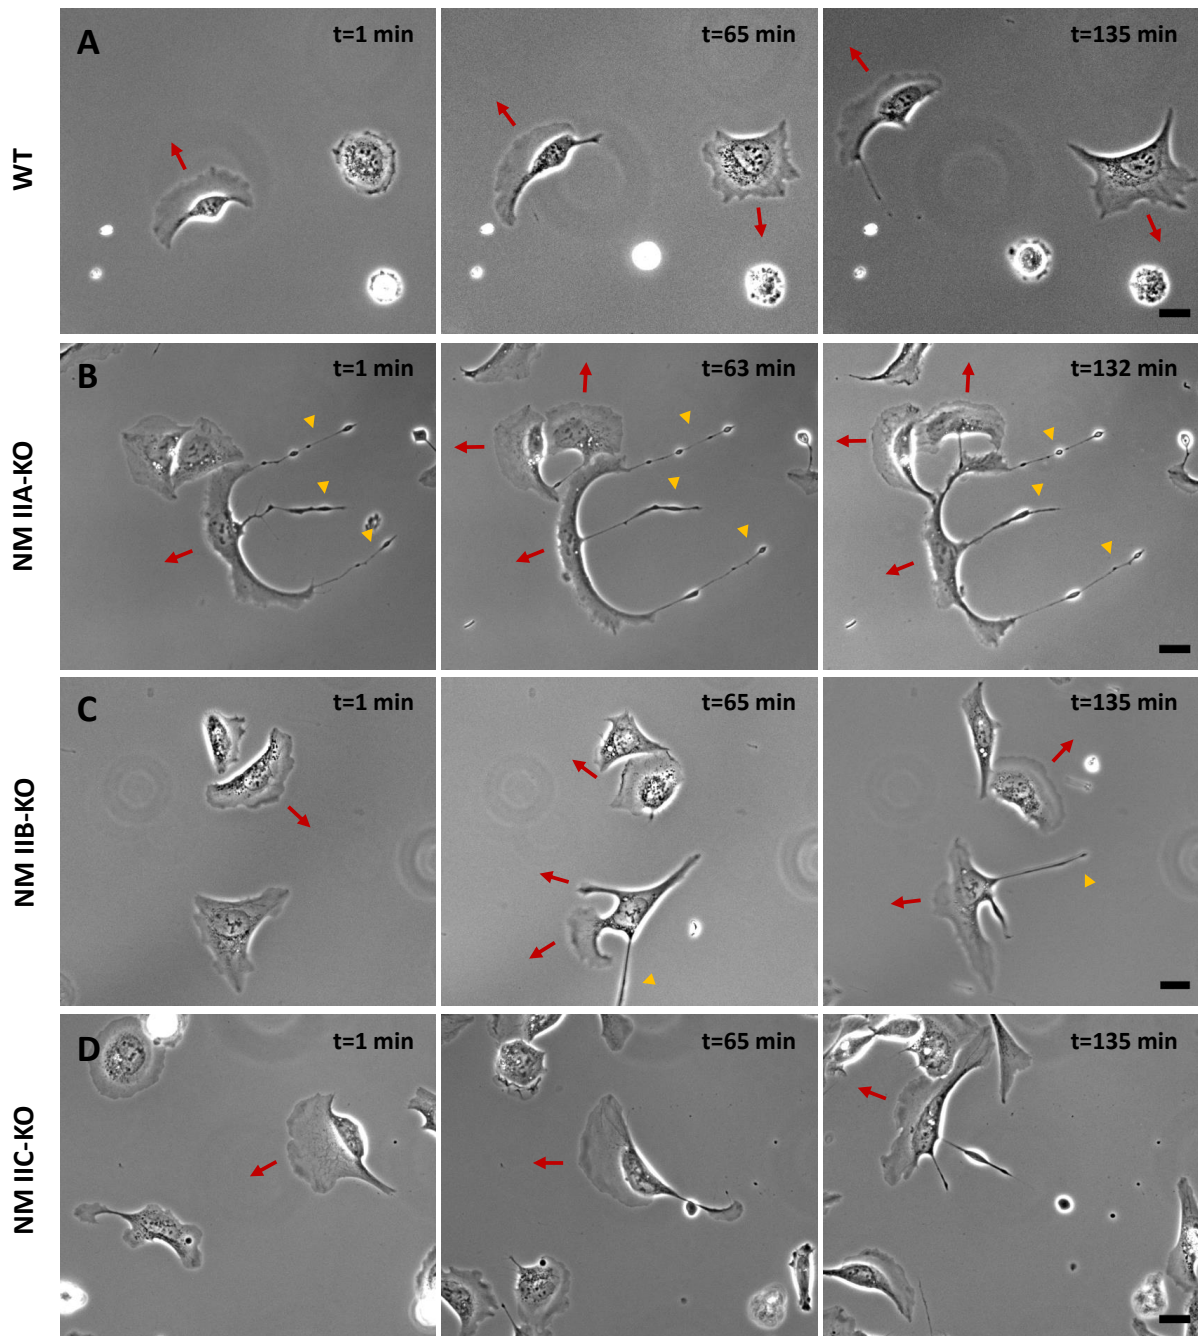 WT
A
t=1 min
t=65 min
t=135 min
NM IIA-KO
B
t=1 min
t=63 min
t=132 min
NM IIB-KO
C
t=1 min
t=65 min
t=135 min
NM IIC-KO
D
t=1 min
t=65 min
t=135 min